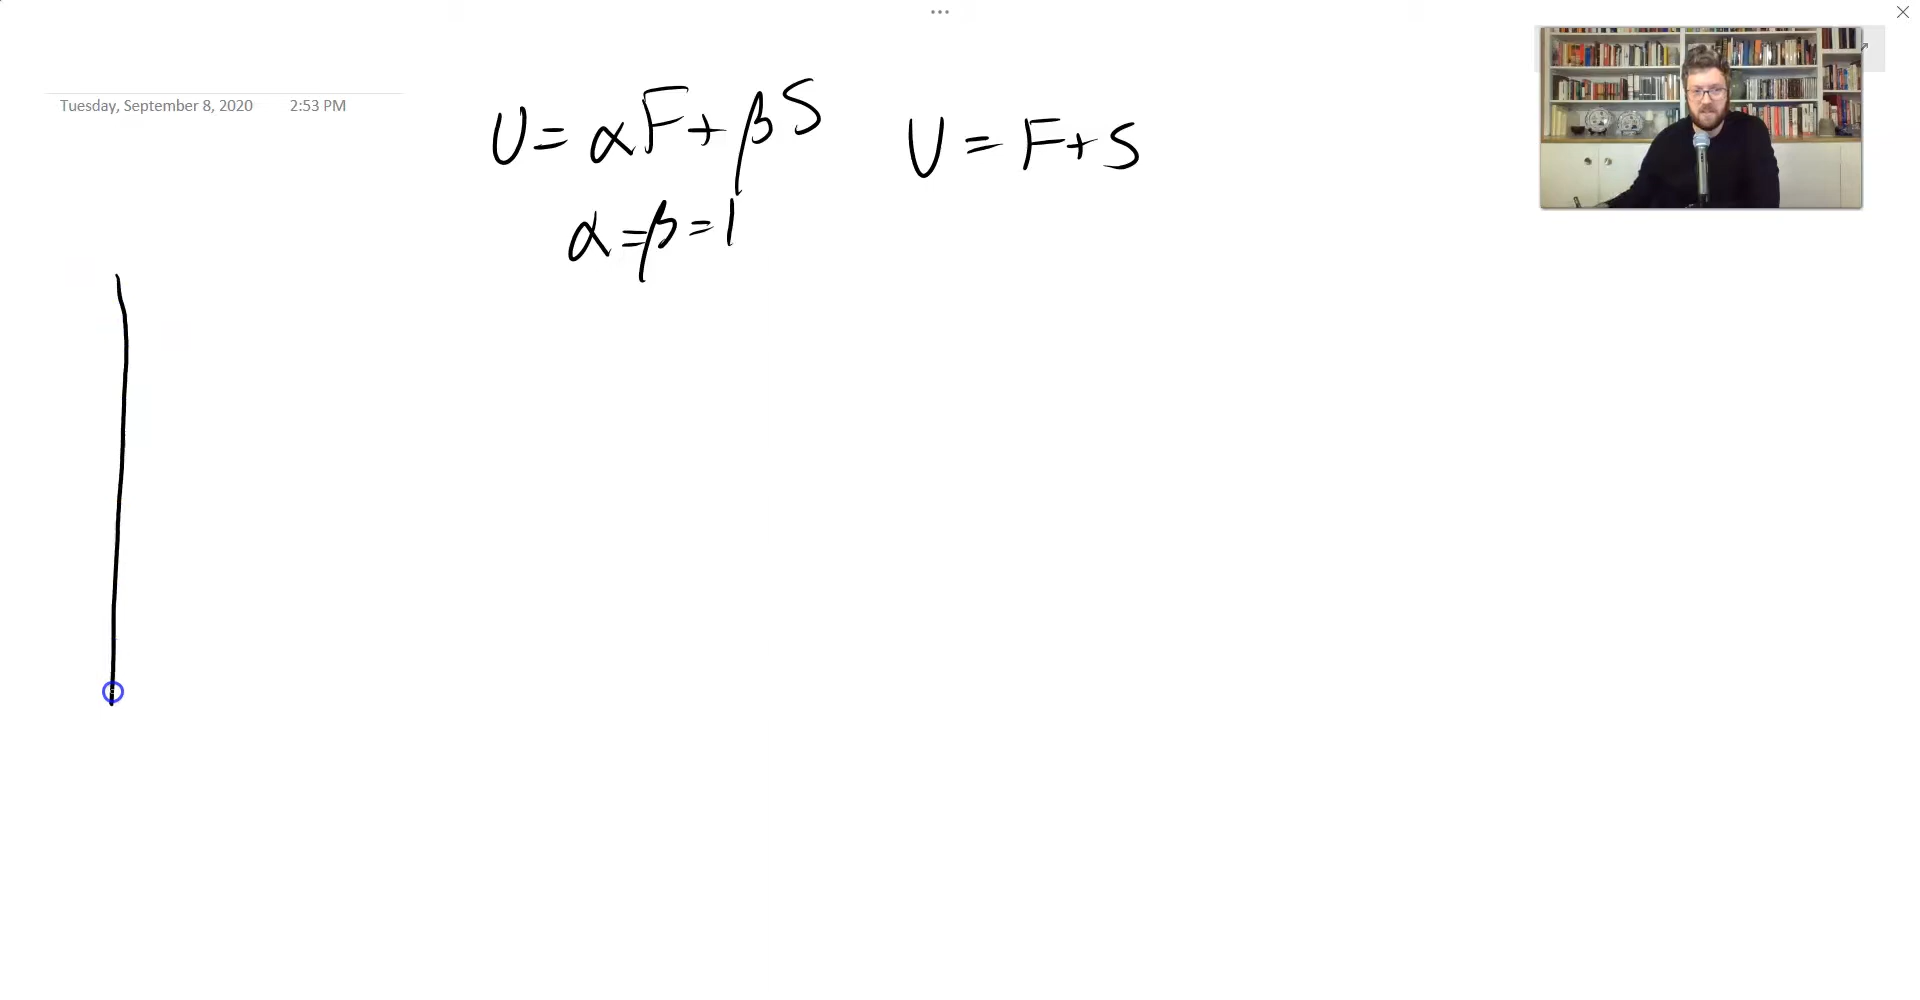 Tuesday, September 8, 2020 2:53 PM
U = αF + βS U = F + S
α = β = 1